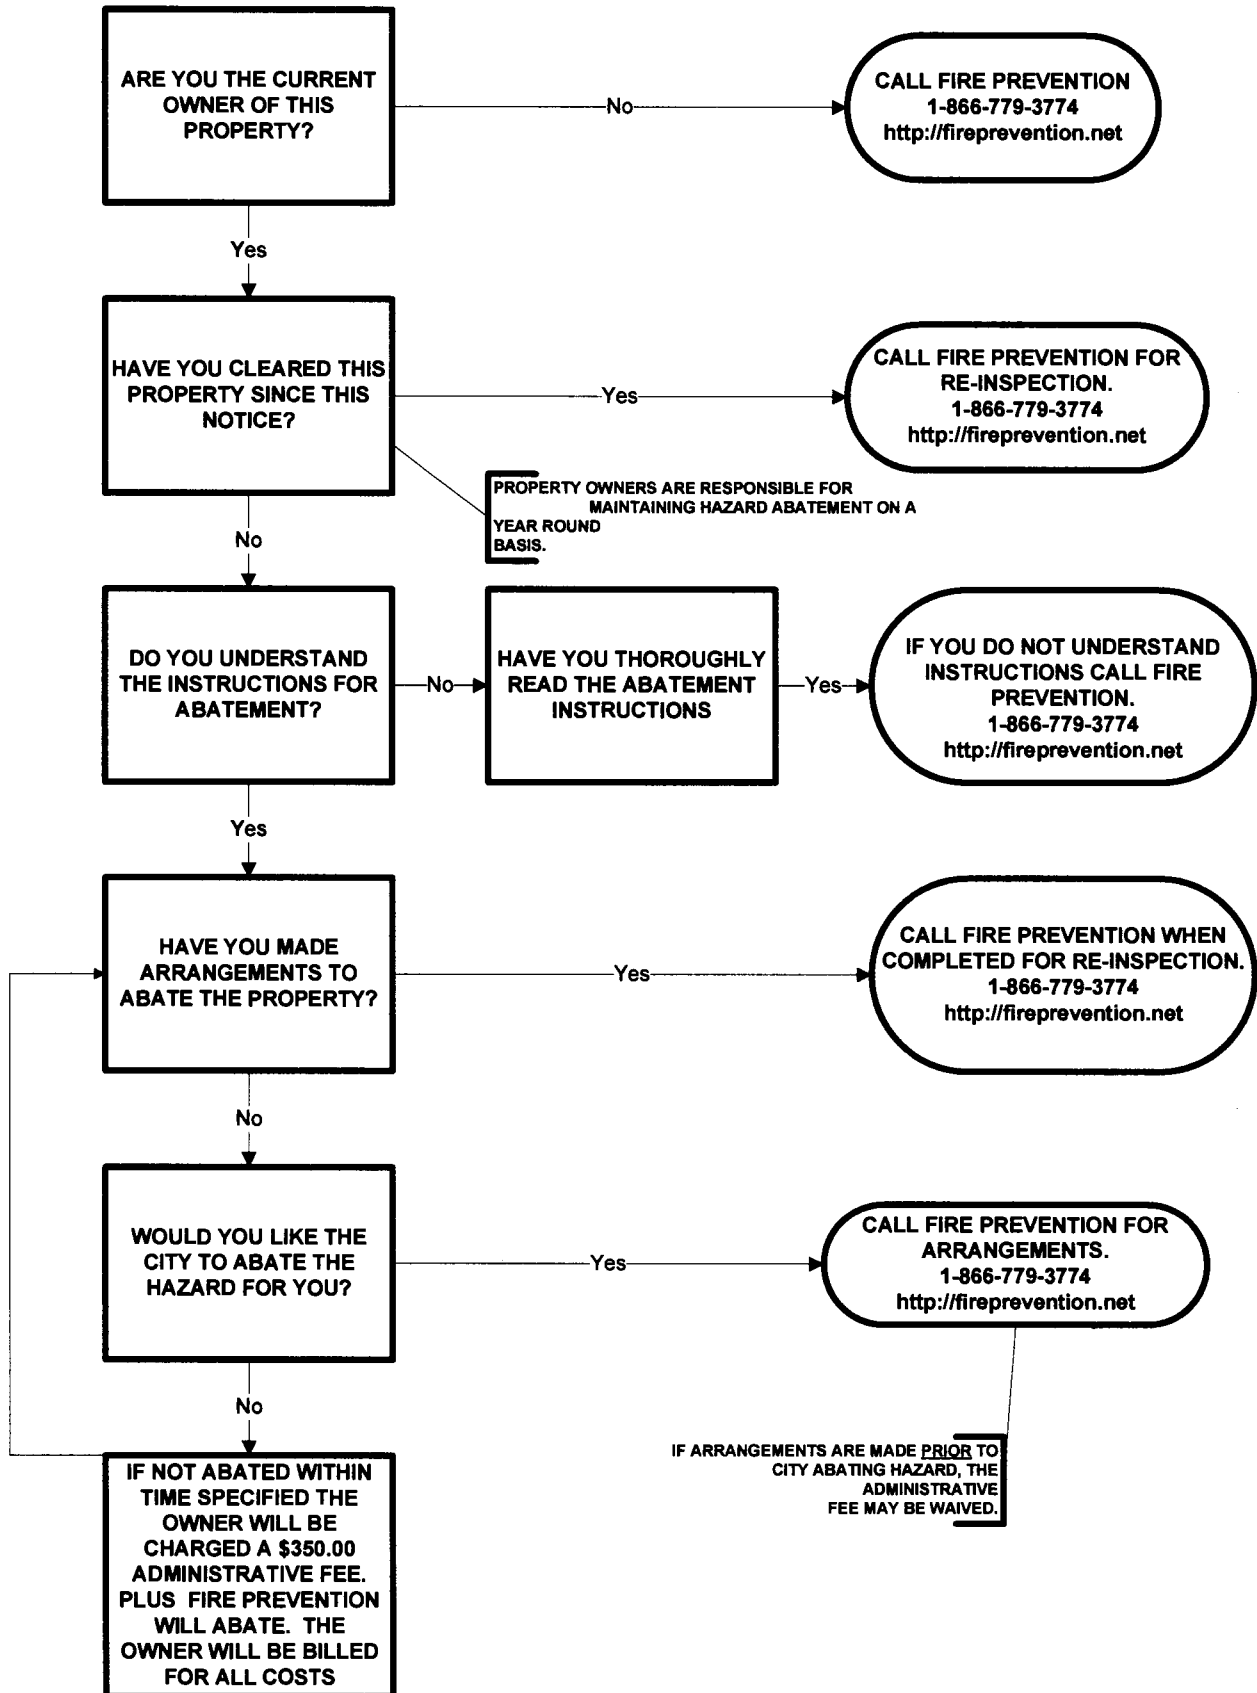 ARE YOU THE CURRENT
OWNER OF THIS
PROPERTY?
No
CALL FIRE PREVENTION
1-866-779-3774
http://fireprevention.net
Yes
HAVE YOU CLEARED THIS
PROPERTY SINCE THIS
NOTICE?
Yes
CALL FIRE PREVENTION FOR
RE-INSPECTION.
1-866-779-3774
http://fireprevention.net
PROPERTY OWNERS ARE RESPONSIBLE FOR
MAINTAINING HAZARD ABATEMENT ON A
YEAR ROUND
BASIS.
No
DO YOU UNDERSTAND
THE INSTRUCTIONS FOR
ABATEMENT?
No
HAVE YOU THOROUGHLY
READ THE ABATEMENT
INSTRUCTIONS
Yes
IF YOU DO NOT UNDERSTAND
INSTRUCTIONS CALL FIRE
PREVENTION.
1-866-779-3774
http://fireprevention.net
Yes
HAVE YOU MADE
ARRANGEMENTS TO
ABATE THE PROPERTY?
Yes
CALL FIRE PREVENTION WHEN
COMPLETED FOR RE-INSPECTION.
1-866-779-3774
http://fireprevention.net
No
WOULD YOU LIKE THE
CITY TO ABATE THE
HAZARD FOR YOU?
Yes
CALL FIRE PREVENTION FOR
ARRANGEMENTS.
1-866-779-3774
http://fireprevention.net
No
IF ARRANGEMENTS ARE MADE PRIOR TO
CITY ABATING HAZARD, THE
ADMINISTRATIVE
FEE MAY BE WAIVED.
IF NOT ABATED WITHIN
TIME SPECIFIED THE
OWNER WILL BE
CHARGED A $350.00
ADMINISTRATIVE FEE.
PLUS FIRE PREVENTION
WILL ABATE. THE
OWNER WILL BE BILLED
FOR ALL COSTS